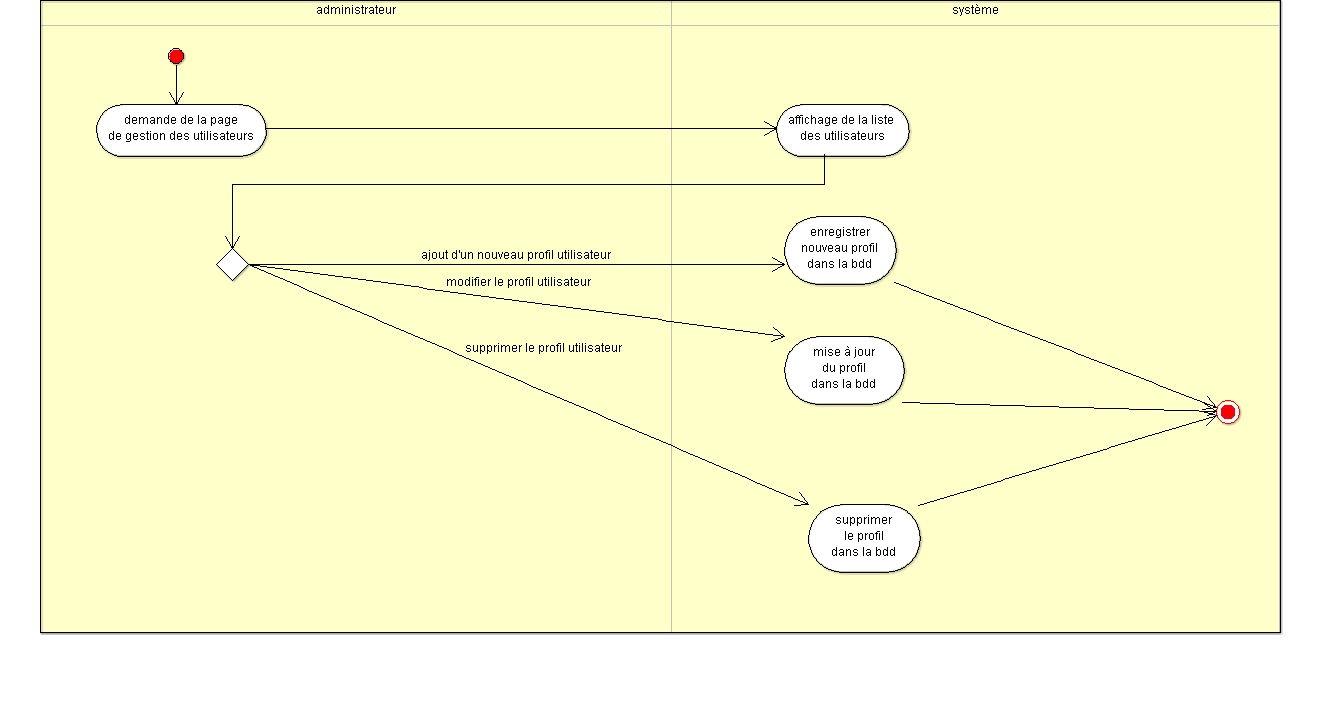 administrateur
système
demande de la page
de gestion des utilisateurs
affichage de la liste
des utilisateurs
ajout d'un nouveau profil utilisateur
enregistrer
nouveau profil
dans la bdd
modifier le profil utilisateur
supprimer le profil utilisateur
mise à jour
du profil
dans la bdd
supprimer
le profil
dans la bdd